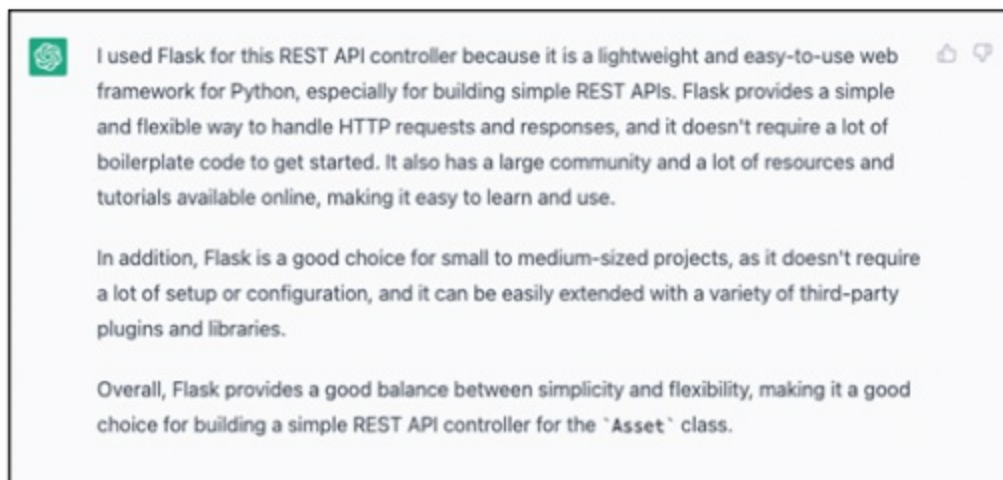 I used Flask for this REST API controller because it is a lightweight and easy-to-use web
framework for Python, especially for building simple REST APIs. Flask provides a simple
and flexible way to handle HTTP requests and responses, and it doesn't require a lot of
boilerplate code to get started. It also has a large community and a lot of resources and
tutorials available online, making it easy to learn and use.
In addition, Flask is a good choice for small to medium-sized projects, as it doesn't require
a lot of setup or configuration, and it can be easily extended with a variety of third-party
plugins and libraries.
Overall, Flask provides a good balance between simplicity and flexibility, making it a good
choice for building a simple REST API controller for the `Asset` class.